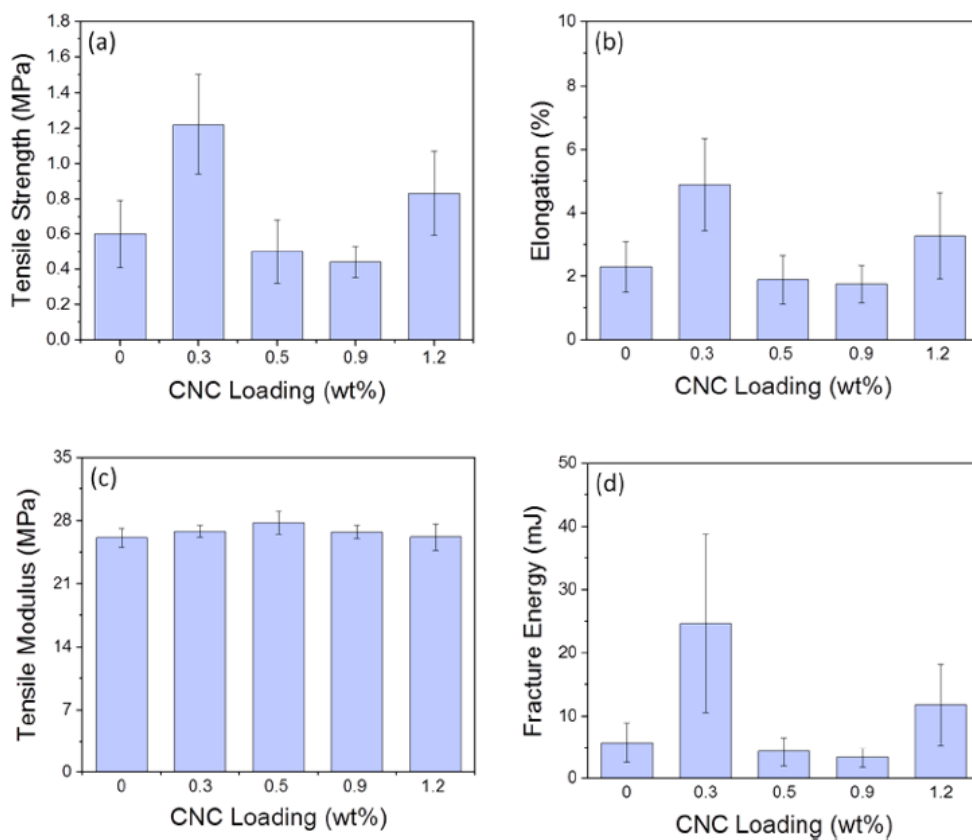 (a)
Tensile Strength (MPa)
1.8
1.6
1.4
1.2
1.0
0.8
0.6
0.4
0.2
0.0
0 0.3 0.5 0.9 1.2
CNC Loading (wt%)
(b)
Elongation (%)
10
8
6
4
2
0
0 0.3 0.5 0.9 1.2
CNC Loading (wt%)
(c)
Tensile Modulus (MPa)
35
28
21
14
7
0
0 0.3 0.5 0.9 1.2
CNC Loading (wt%)
(d)
Fracture Energy (mJ)
50
40
30
20
10
0
0 0.3 0.5 0.9 1.2
CNC Loading (wt%)